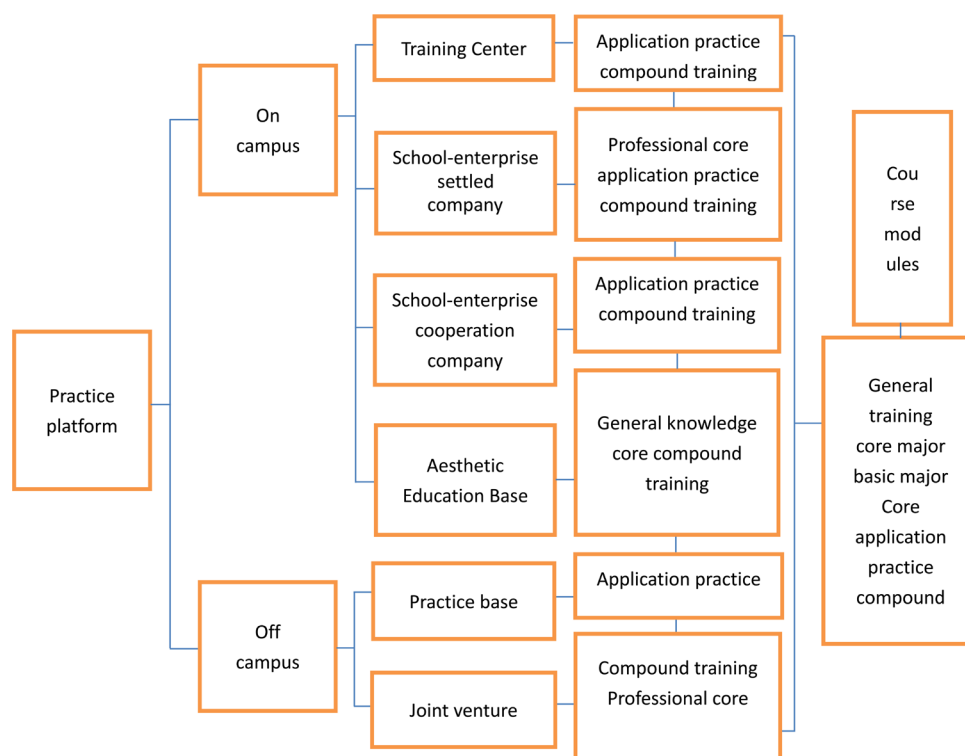 Training Center
Application practice
compound training
On
campus
School-enterprise
settled
company
Professional core
application practice
compound training
Cou
rse
mod
ules
School-enterprise
cooperation
company
Application practice
compound training
Practice
platform
General
training
core major
basic major
Core
application
practice
compound
Aesthetic
Education Base
General knowledge
core compound
training
Off
campus
Practice base
Application practice
Joint venture
Compound training
Professional core